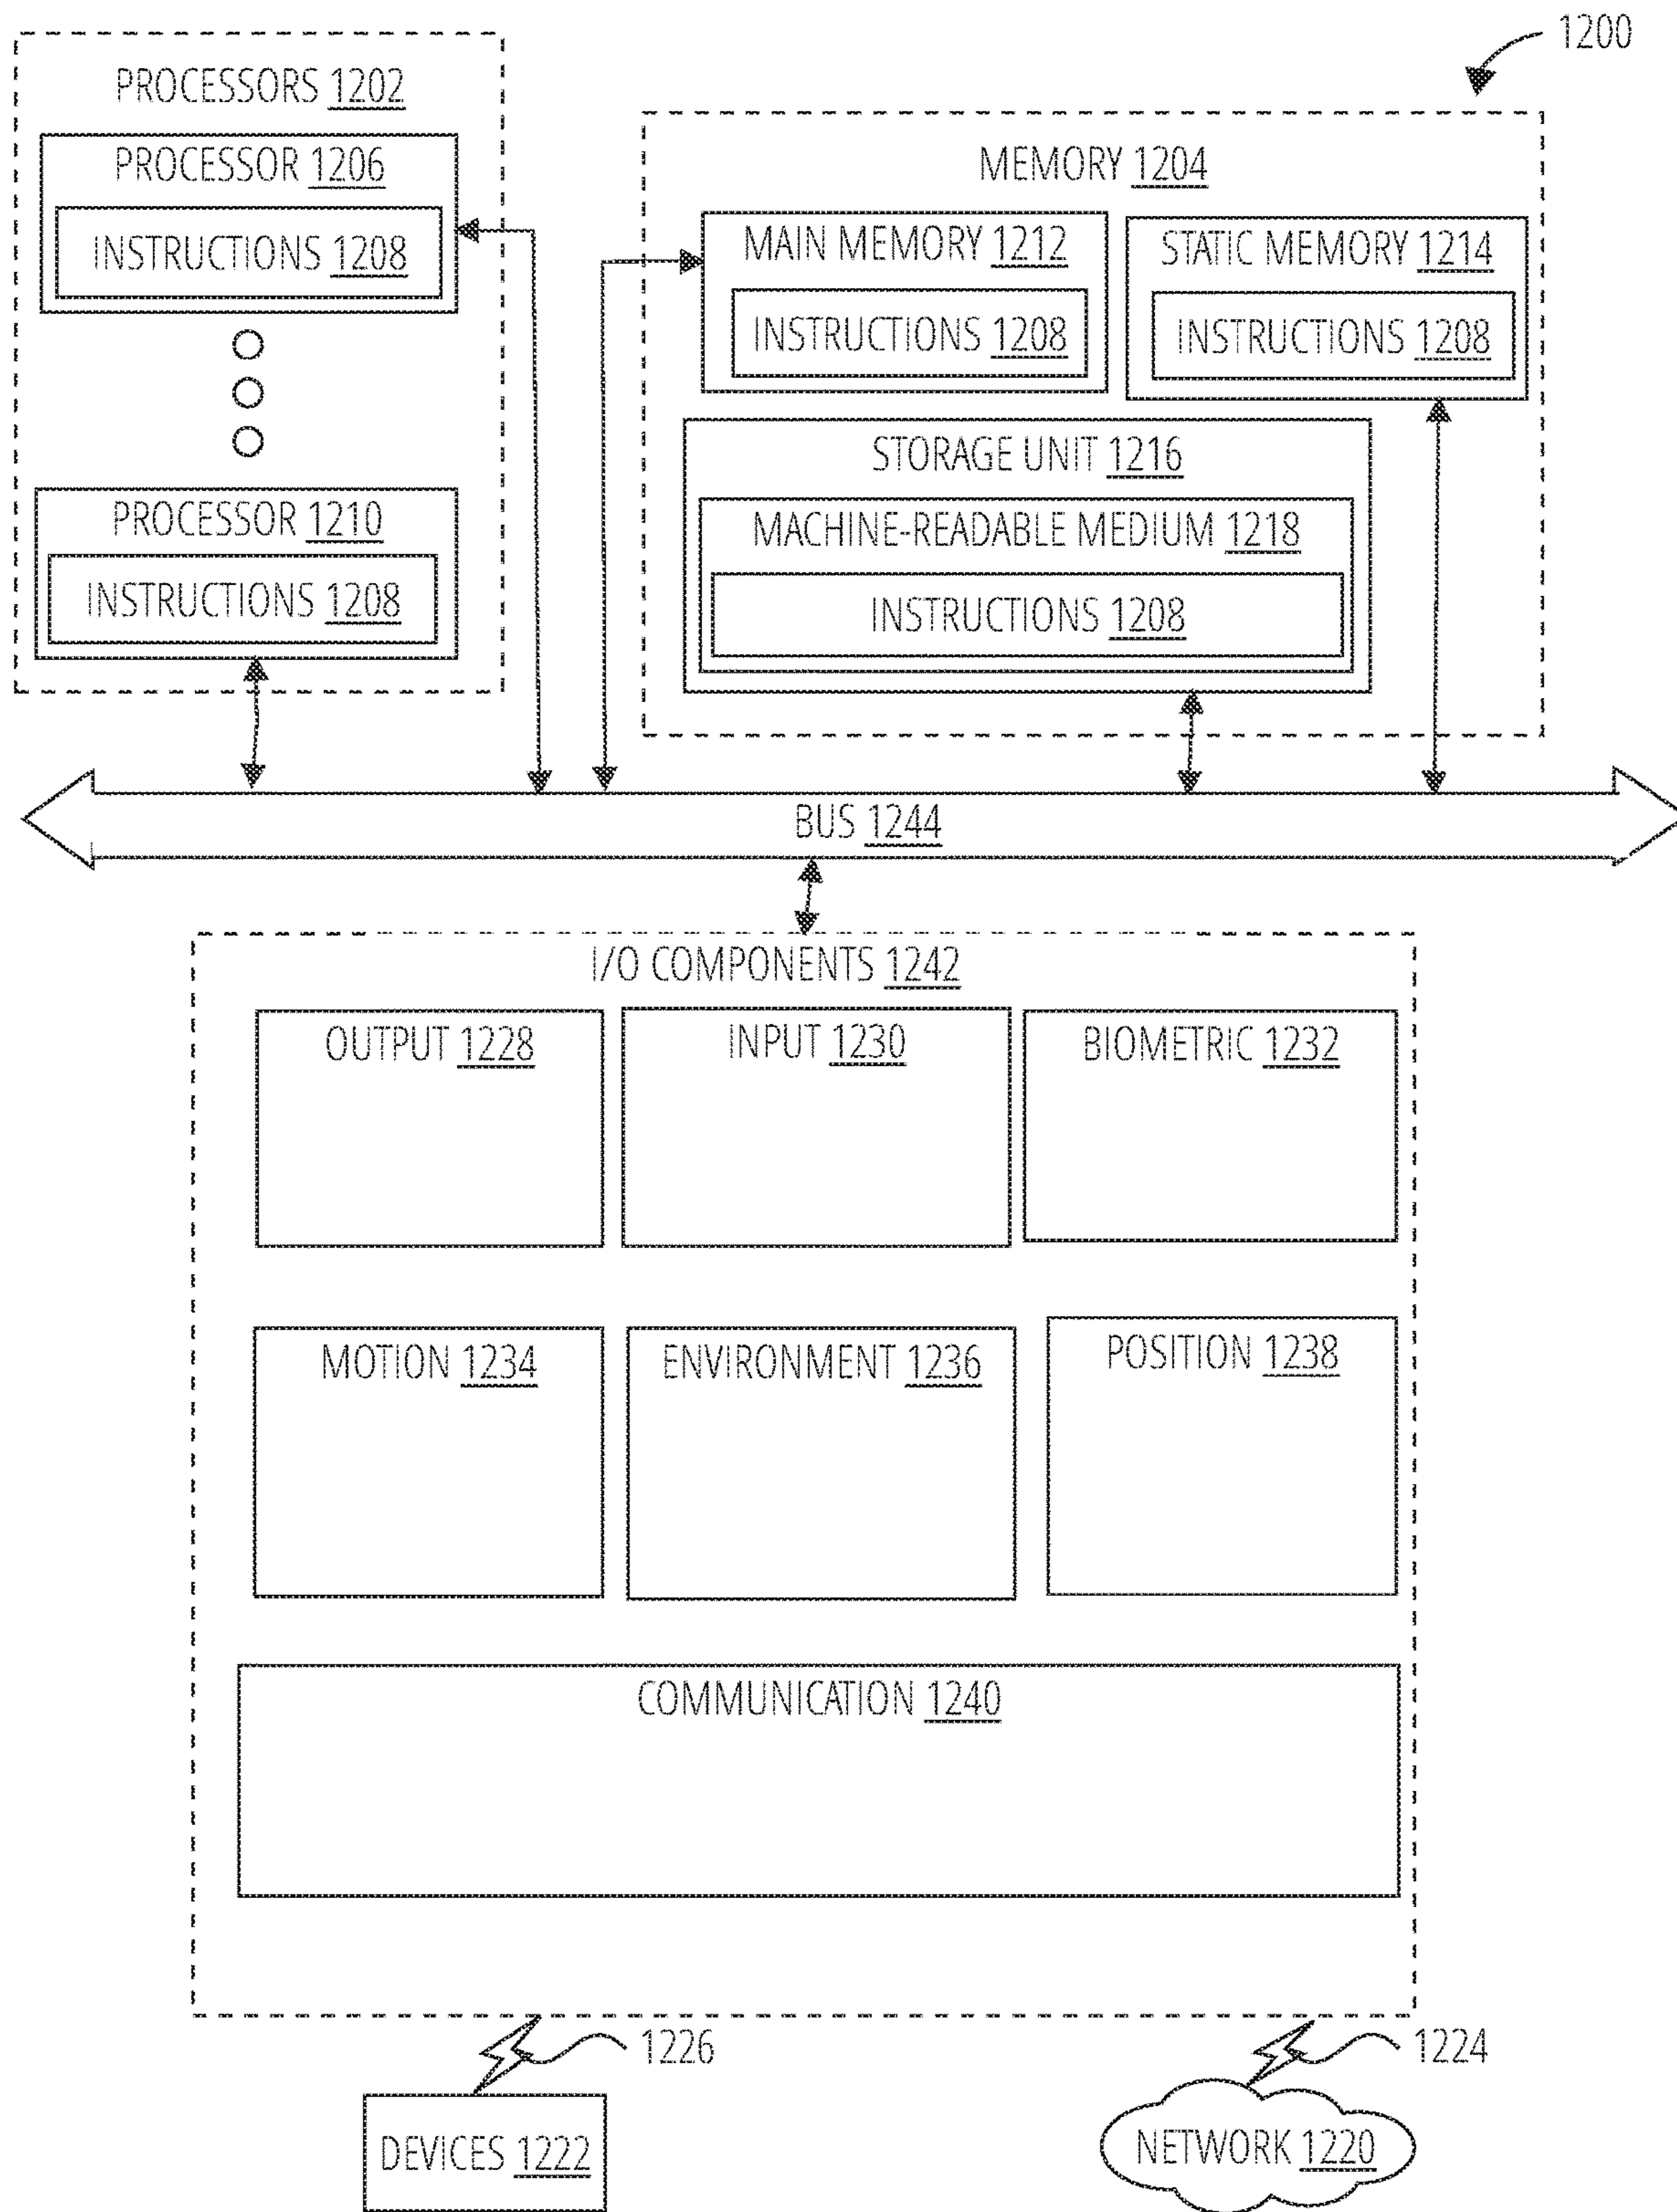 1200
PROCESSORS 1202
PROCESSOR 1206
INSTRUCTIONS 1208
PROCESSOR 1210
INSTRUCTIONS 1208
MEMORY 1204
MAIN MEMORY 1212
INSTRUCTIONS 1208
STATIC MEMORY 1214
INSTRUCTIONS 1208
STORAGE UNIT 1216
MACHINE-READABLE MEDIUM 1218
INSTRUCTIONS 1208
BUS 1244
I/O COMPONENTS 1242
OUTPUT 1228
INPUT 1230
BIOMETRIC 1232
MOTION 1234
ENVIRONMENT 1236
POSITION 1238
COMMUNICATION 1240
1226
1224
DEVICES 1222
NETWORK 1220